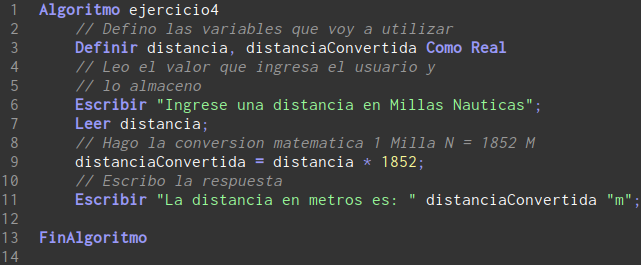 1 Algoritmo ejercicio4
2 // Defino las variables que voy a utilizar
3 Definir distancia, distanciaConvertida Como Real
4 // Leo el valor que ingresa el usuario y
5 // lo almaceno
6 Escribir "Ingrese una distancia en Millas Nauticas";
7 Leer distancia;
8 // Hago la conversion matematica 1 Milla N = 1852 M
9 distanciaConvertida = distancia * 1852;
10 // Escribo la respuesta
11 Escribir "La distancia en metros es: " distanciaConvertida "m";
12
13 FinAlgoritmo
14